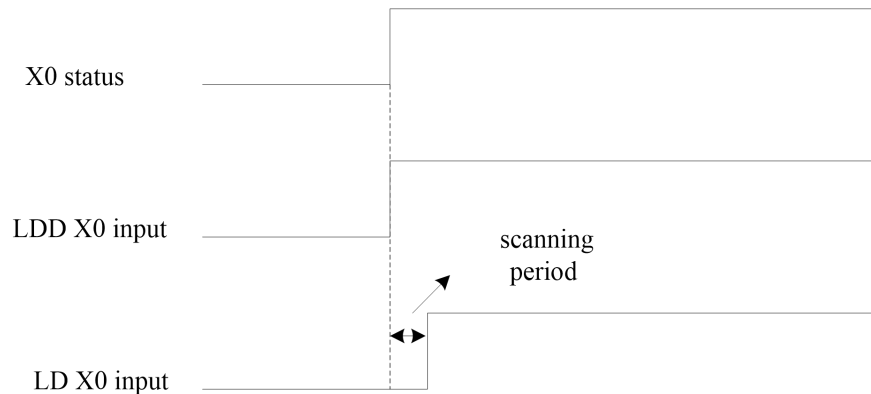 X0 status
LDD X0 input
scanning
period
LD X0 input